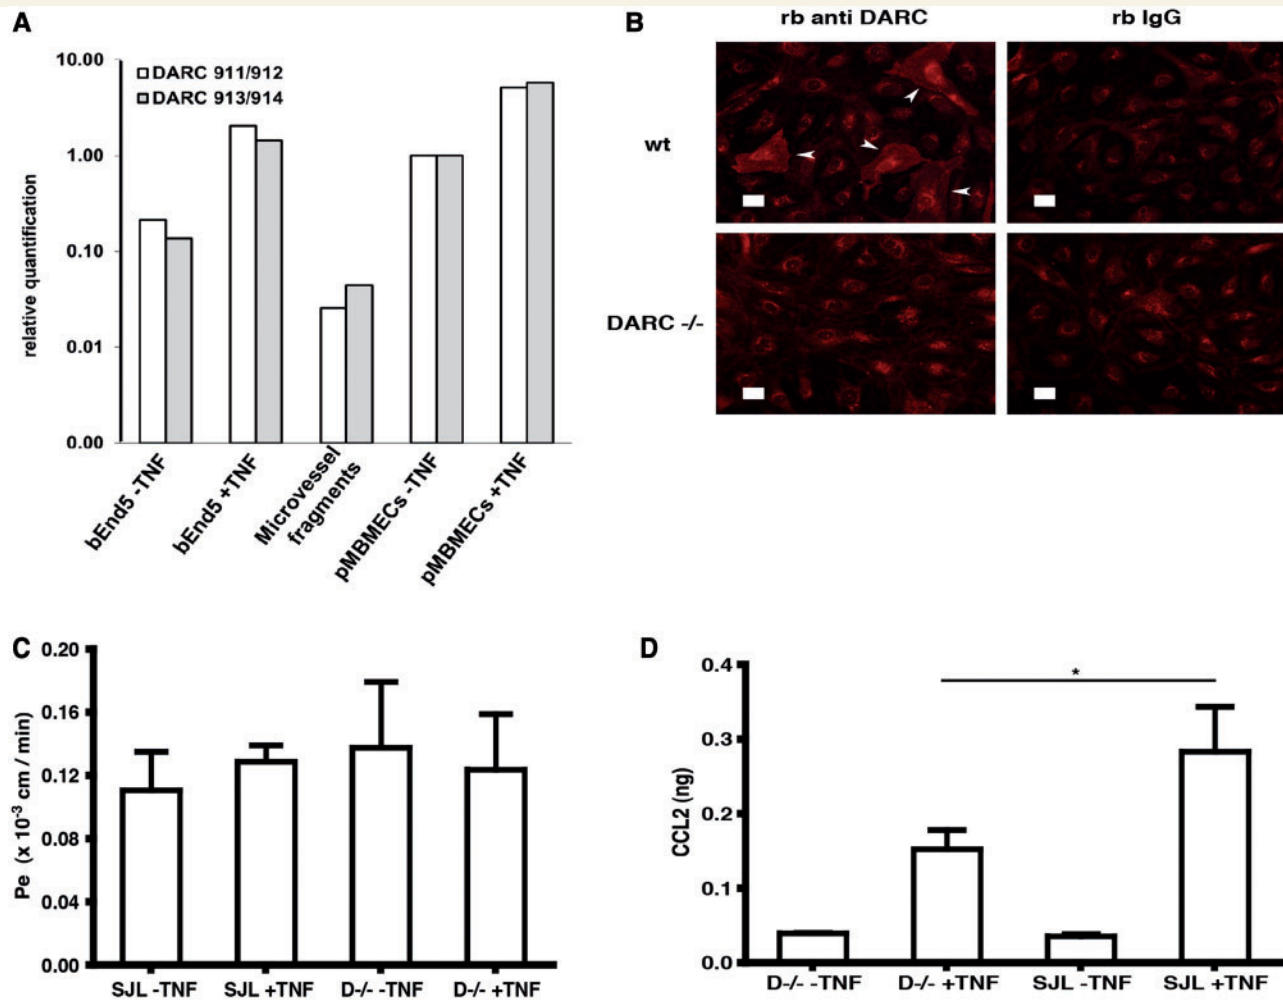 A
10.00
1.00
0.10
0.01
0.00
relative quantification
DARC 911/912
DARC 913/914
bEnd5 -TNF
bEnd5 +TNF
Microvessel
fragments
pMBMECs -TNF
pMBMECs +TNF
B
rb anti DARC
rb IgG
wt
DARC -/-
C
0.20
0.16
0.12
0.08
0.04
0.00
Pe (x 10⁻³ cm / min)
SJL -TNF
SJL +TNF
D-/- -TNF
D-/- +TNF
D
0.4
0.3
0.2
0.1
0.0
CCL2 (ng)
*
D-/- -TNF
D-/- +TNF
SJL -TNF
SJL +TNF